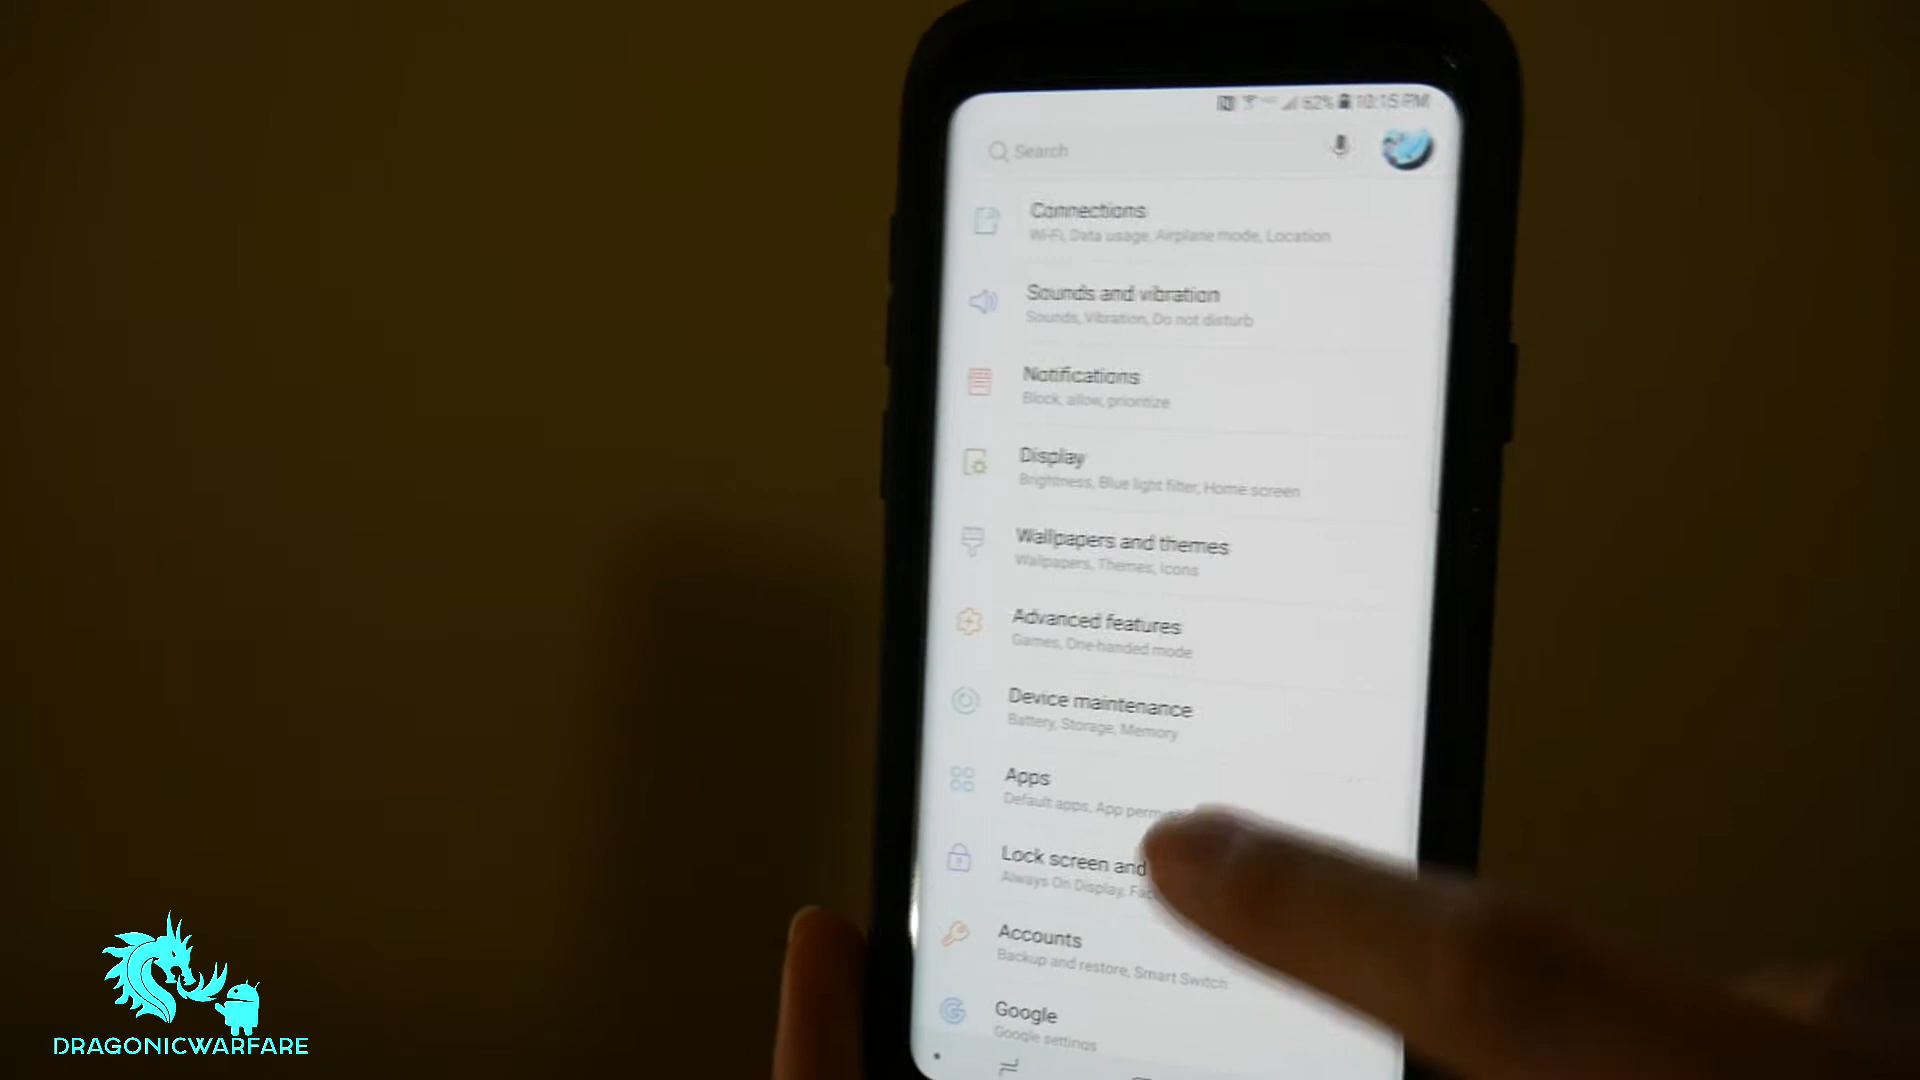 62% 10:15 PM
Search
Connections
Wi-Fi, Data usage, Airplane mode, Location
Sounds and vibration
Sounds, Vibration, Do not disturb
Notifications
Block, allow, prioritize
Display
Brightness, Blue light filter, Home screen
Wallpapers and themes
Wallpapers, Themes, Icons
Advanced features
Games, One-handed mode
Device maintenance
Battery, Storage, Memory
Apps
Default apps, App
Lock screen and
Always On Display,
Accounts
Backup and restore, Smart Switch
Google
Google settings
DRAGONICWARFARE